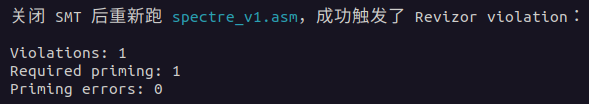 关闭 SMT 后重新跑 spectre_v1.asm，成功触发了 Revizor violation：
Violations: 1
Required priming: 1
Priming errors: 0